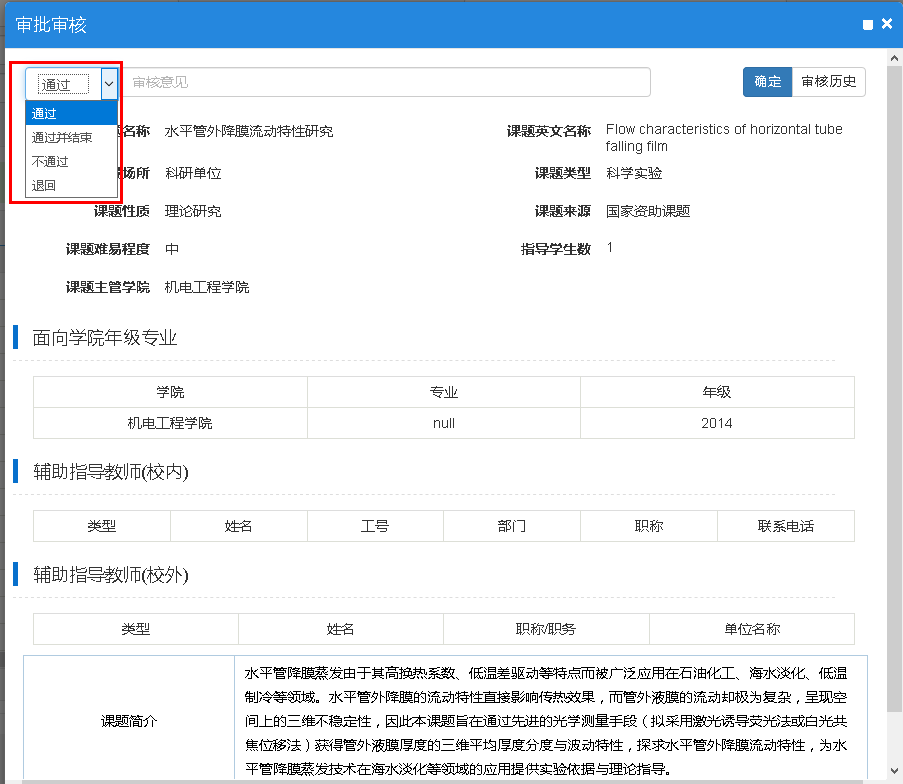 审批审核
通过 审核意见 确定 审核历史
通过
通过并结束
不通过
退回
名称 水平管外降膜流动特性研究 课题英文名称 Flow characteristics of horizontal tube
falling film
场所 科研单位 课题类型 科学实验
课题性质 理论研究 课题来源 国家资助课题
课题难易程度 中 指导学生数 1
课题主管学院 机电工程学院
面向学院年级专业
学院 专业 年级
机电工程学院 null 2014
辅助指导教师(校内)
类型 姓名 工号 部门 职称 联系电话
辅助指导教师(校外)
类型 姓名 职称/职务 单位名称
课题简介
水平管降膜蒸发由于其高换热系数、低温差驱动等特点而被广泛应用在石油化工、海水淡化、低温
制冷等领域。水平管外降膜的流动特性直接影响传热效果，而管外液膜的流动却极为复杂，呈现空
间上的三维不稳定性，因此本课题旨在通过先进的光学测量手段（拟采用激光诱导荧光法或白光共
焦位移法）获得管外液膜厚度的三维平均厚度分度与波动特性，探求水平管外降膜流动特性，为水
平管降膜蒸发技术在海水淡化等领域的应用提供实验依据与理论指导。